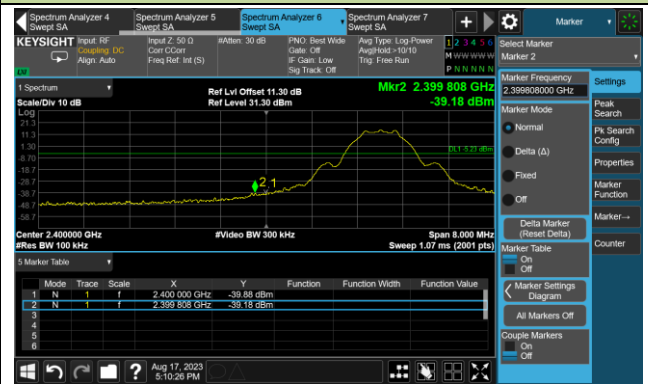 Spectrum Analyzer 4
Swept SA
Spectrum Analyzer 5
Swept SA
Spectrum Analyzer 6
Swept SA
Spectrum Analyzer 7
Swept SA
Marker
KEYSIGHT
Input: RF
Coupling: DC
Align: Auto
Input Z: 50 Ω
Corr CCorr
Freq Ref: Int (S)
#Atten: 30 dB
PNO: Best Wide
Gate: Off
IF Gain: Low
Sig Track: Off
Avg Type: Log-Power
Avg|Hold:>10/10
Trig: Free Run
1 2 3 4 5 6
M W W W W W
P N N N N N
1 Spectrum
Scale/Div 10 dB
Ref Lvl Offset 11.30 dB
Ref Level 31.30 dBm
Mkr2 2.399 808 GHz
-39.18 dBm
Log
21.3
11.3
1.30
-8.70
-18.7
-28.7
-38.7
-48.7
-58.7
DL1 -5.23 dBm
2
1
Center 2.400000 GHz
#Res BW 100 kHz
#Video BW 300 kHz
Span 8.000 MHz
Sweep 1.07 ms (2001 pts)
5 Marker Table
Mode Trace Scale X Y Function Function Width Function Value
1 N 1 f 2.400 000 GHz -39.88 dBm
2 N 1 f 2.399 808 GHz -39.18 dBm
3
4
5
6
Aug 17, 2023
5:10:26 PM
Select Marker
Marker 2
Marker Frequency
2.399808000 GHz
Marker Mode
Normal
Delta (Δ)
Fixed
Off
Delta Marker
(Reset Delta)
Marker Table
On
Off
Marker Settings
Diagram
All Markers Off
Couple Markers
On
Off
Settings
Peak
Search
Pk Search
Config
Properties
Marker
Function
Marker→
Counter